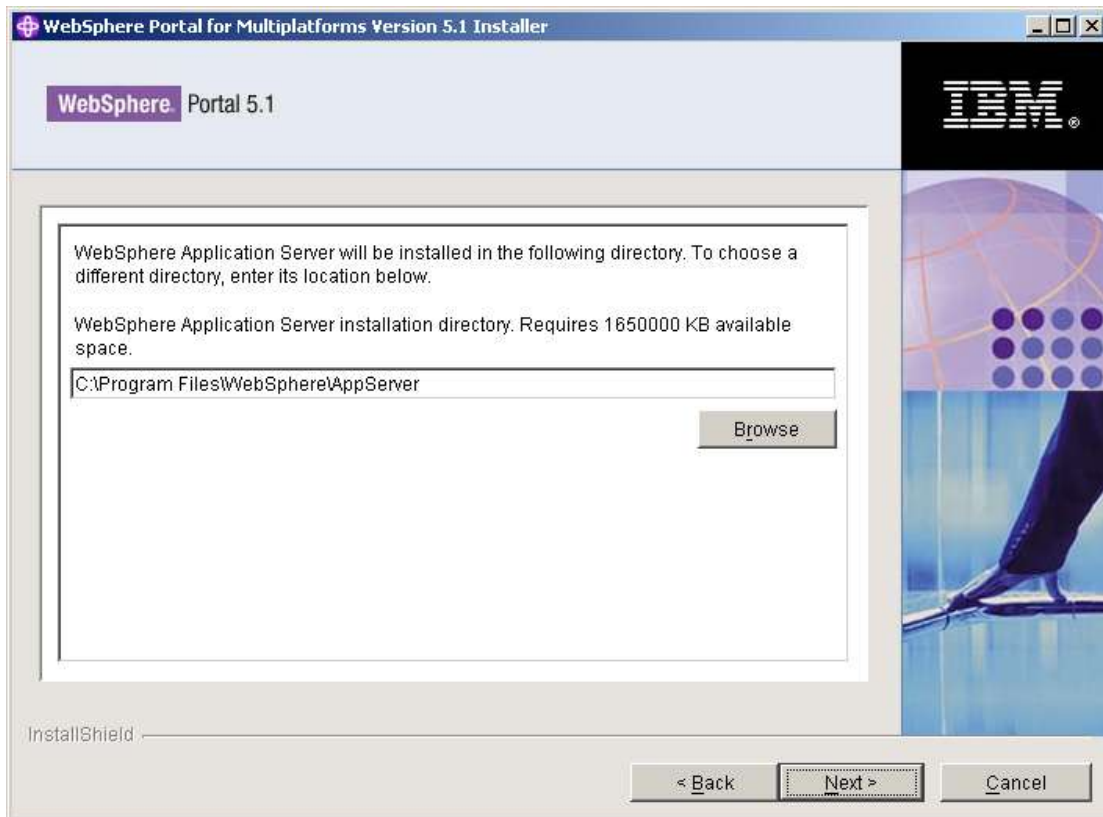 WebSphere Portal for Multiplatforms Version 5.1 Installer
WebSphere. Portal 5.1
IBM®
WebSphere Application Server will be installed in the following directory. To choose a
different directory, enter its location below.
WebSphere Application Server installation directory. Requires 1650000 KB available
space.
C:\Program Files\WebSphere\AppServer
Browse
InstallShield
< Back
Next >
Cancel